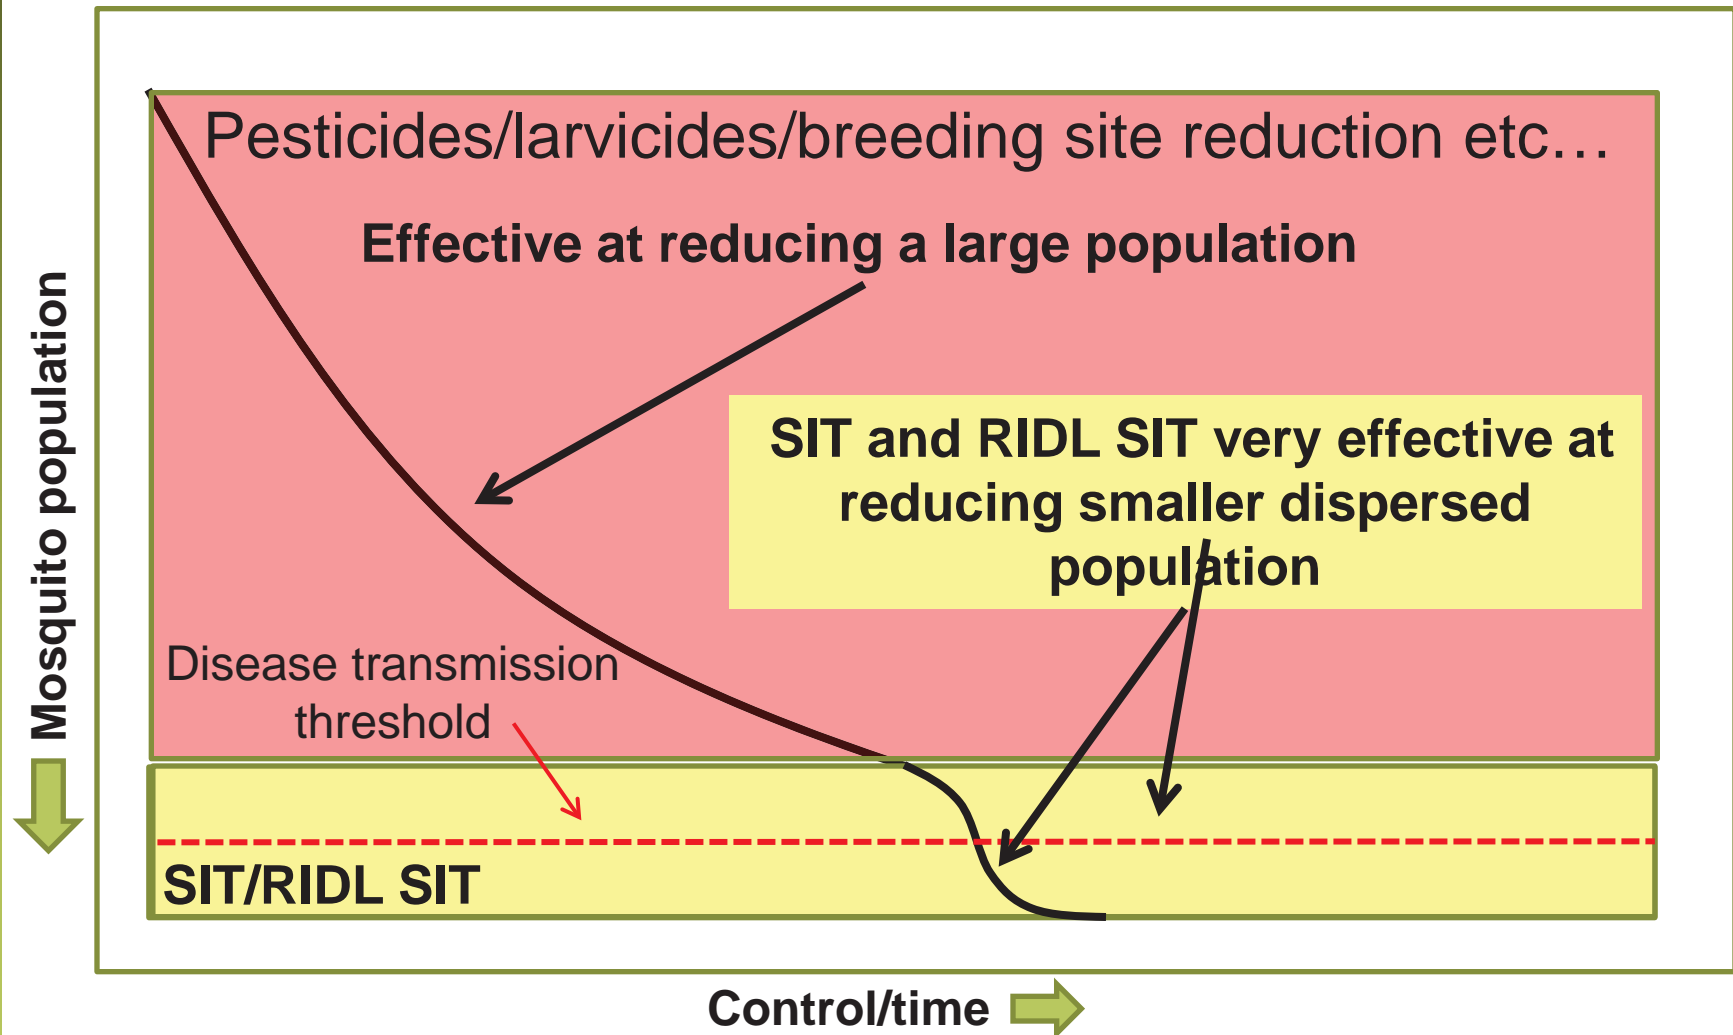 Pesticides/larvicides/breeding site reduction etc…
Effective at reducing a large population
SIT and RIDL SIT very effective at
reducing smaller dispersed
population
Disease transmission
threshold
SIT/RIDL SIT
Mosquito population
Control/time